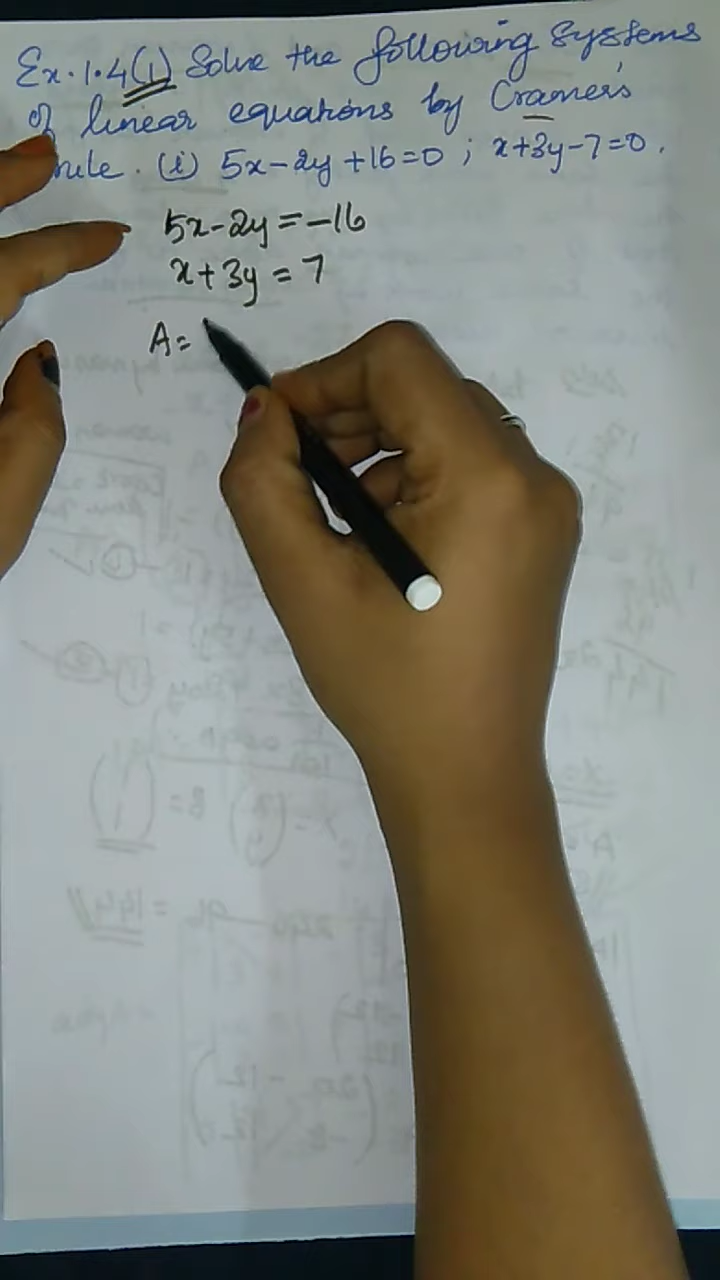 Ex. 1.4(1) Solve the following systems
of linear equations by Cramer's
rule. (i) 5x-2y+16=0 ; x+3y-7=0.
5x-2y=-16
x+3y=7
A=